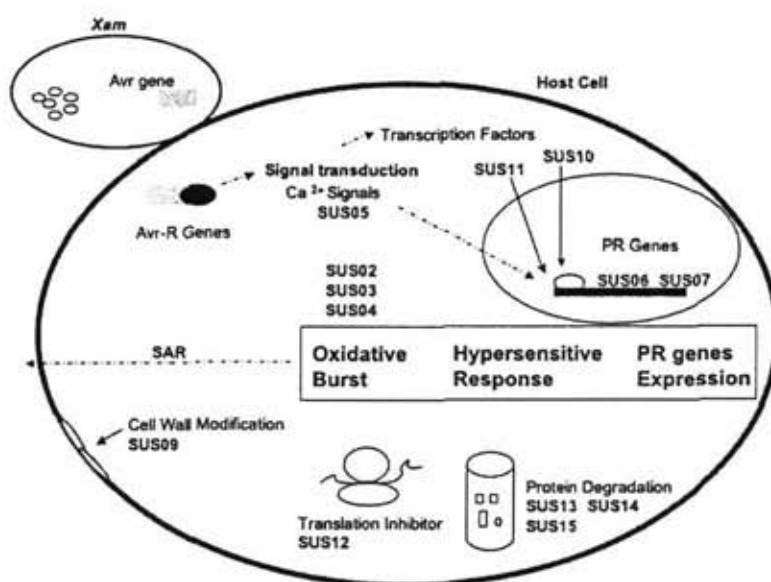 Xam
Avr gene
Host Cell
Transcription Factors
SUS10
SUS11
Signal transduction
Ca 2+ Signals
SUS05
Avr-R Genes
PR Genes
SUS06 SUS07
SUS02
SUS03
SUS04
SAR
Oxidative Hypersensitive PR genes
Burst Response Expression
Cell Wall Modification
SUS09
Protein Degradation
SUS13 SUS14
SUS15
Translation Inhibitor
SUS12